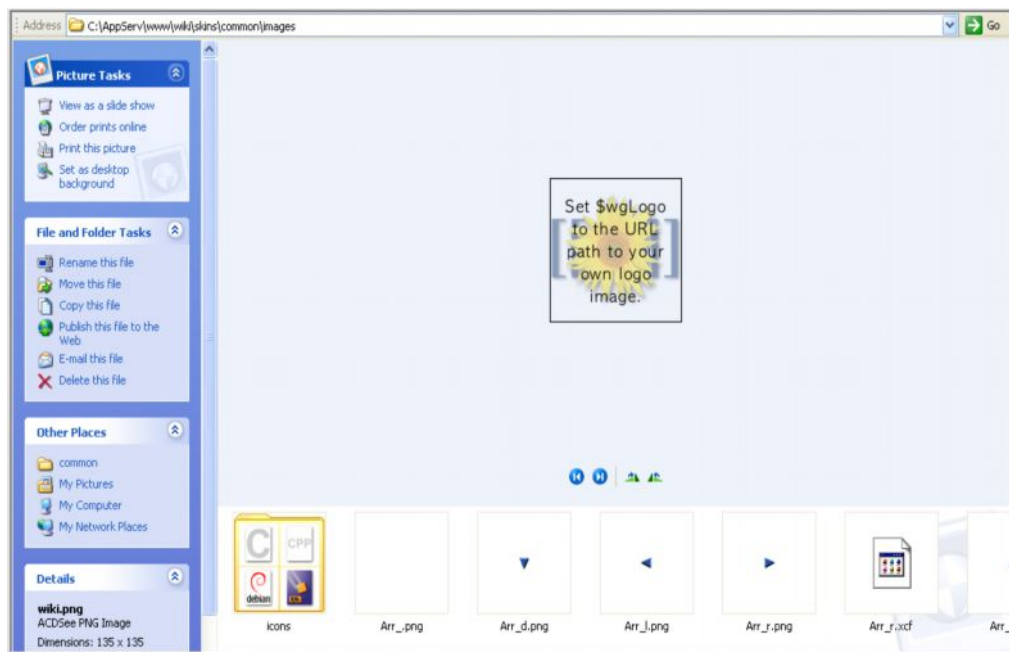 Address C:\AppServ\www\wiki\skins\common\images Go
Picture Tasks
View as a slide show
Order prints online
Print this picture
Set as desktop
background
File and Folder Tasks
Rename this file
Move this file
Copy this file
Publish this file to the
Web
E-mail this file
Delete this file
Other Places
common
My Pictures
My Computer
My Network Places
Details
wiki.png
ACDSee PNG Image
Dimensions: 135 x 135
Set $wgLogo
to the URL
path to your
own logo
image.
C CPP
debian
icons Arr_.png Arr_d.png Arr_l.png Arr_r.png Arr_r.xcf Arr_